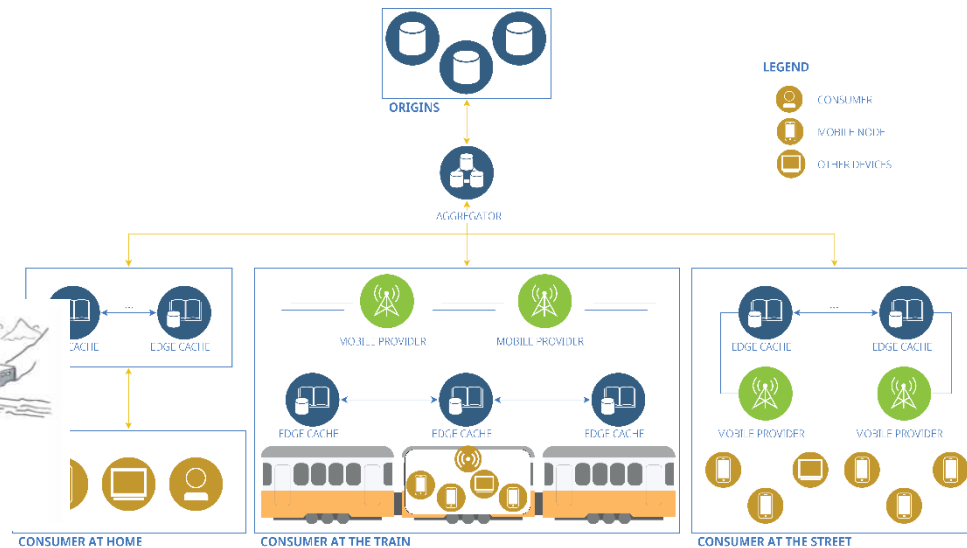 ORIGINS
LEGEND
CONSUMER
MOBILE NODE
OTHER DEVICES
AGGREGATOR
...
CACHE
EDGE CACHE
MOBILE PROVIDER
MOBILE PROVIDER
EDGE CACHE
EDGE CACHE
EDGE CACHE
...
EDGE CACHE
EDGE CACHE
MOBILE PROVIDER
MOBILE PROVIDER
CONSUMER AT HOME
CONSUMER AT THE TRAIN
CONSUMER AT THE STREET